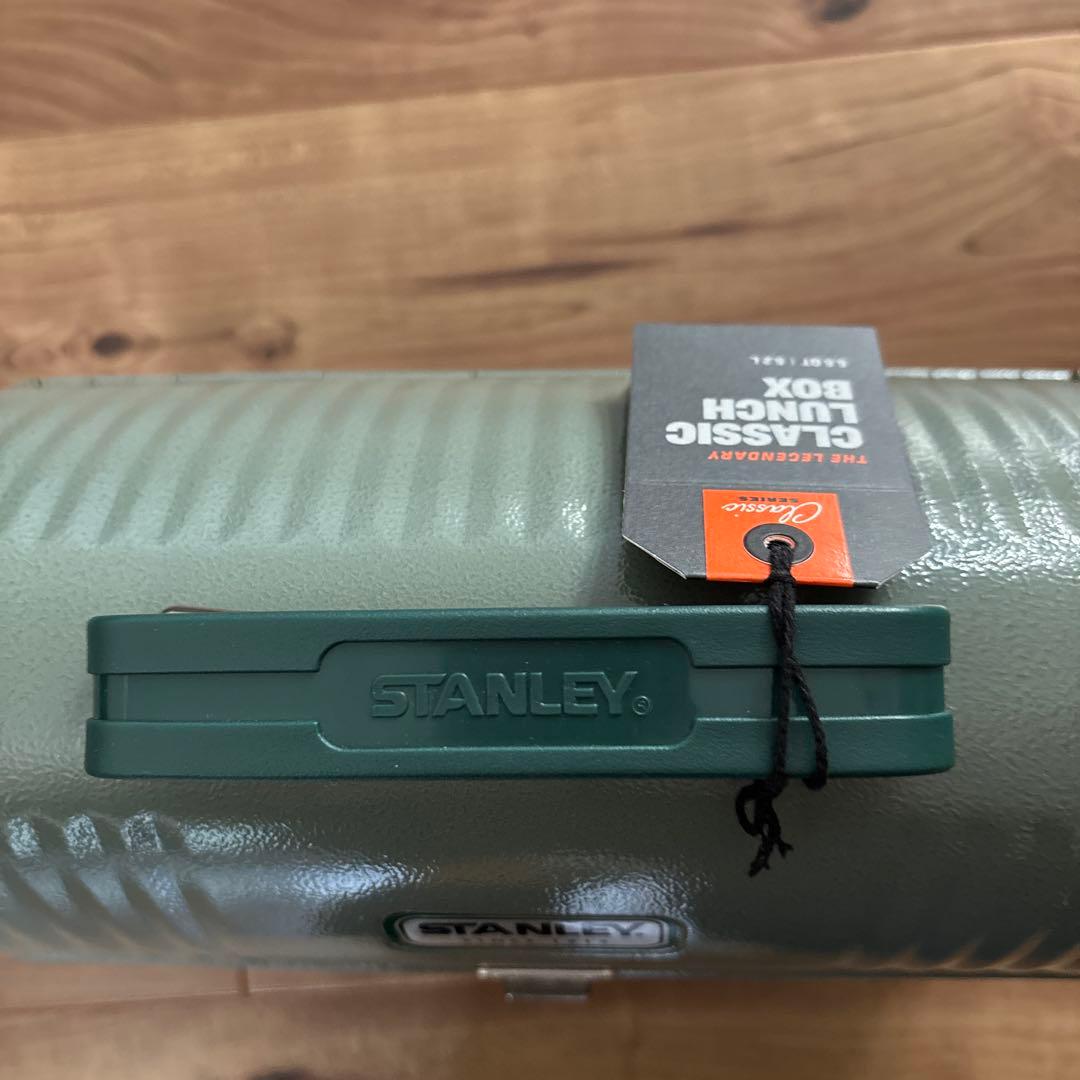 Classic
SERIES
THE LEGENDARY
CLASSIC
LUNCH
BOX
5.5QT | 5.2L
STANLEY®
STANLEY